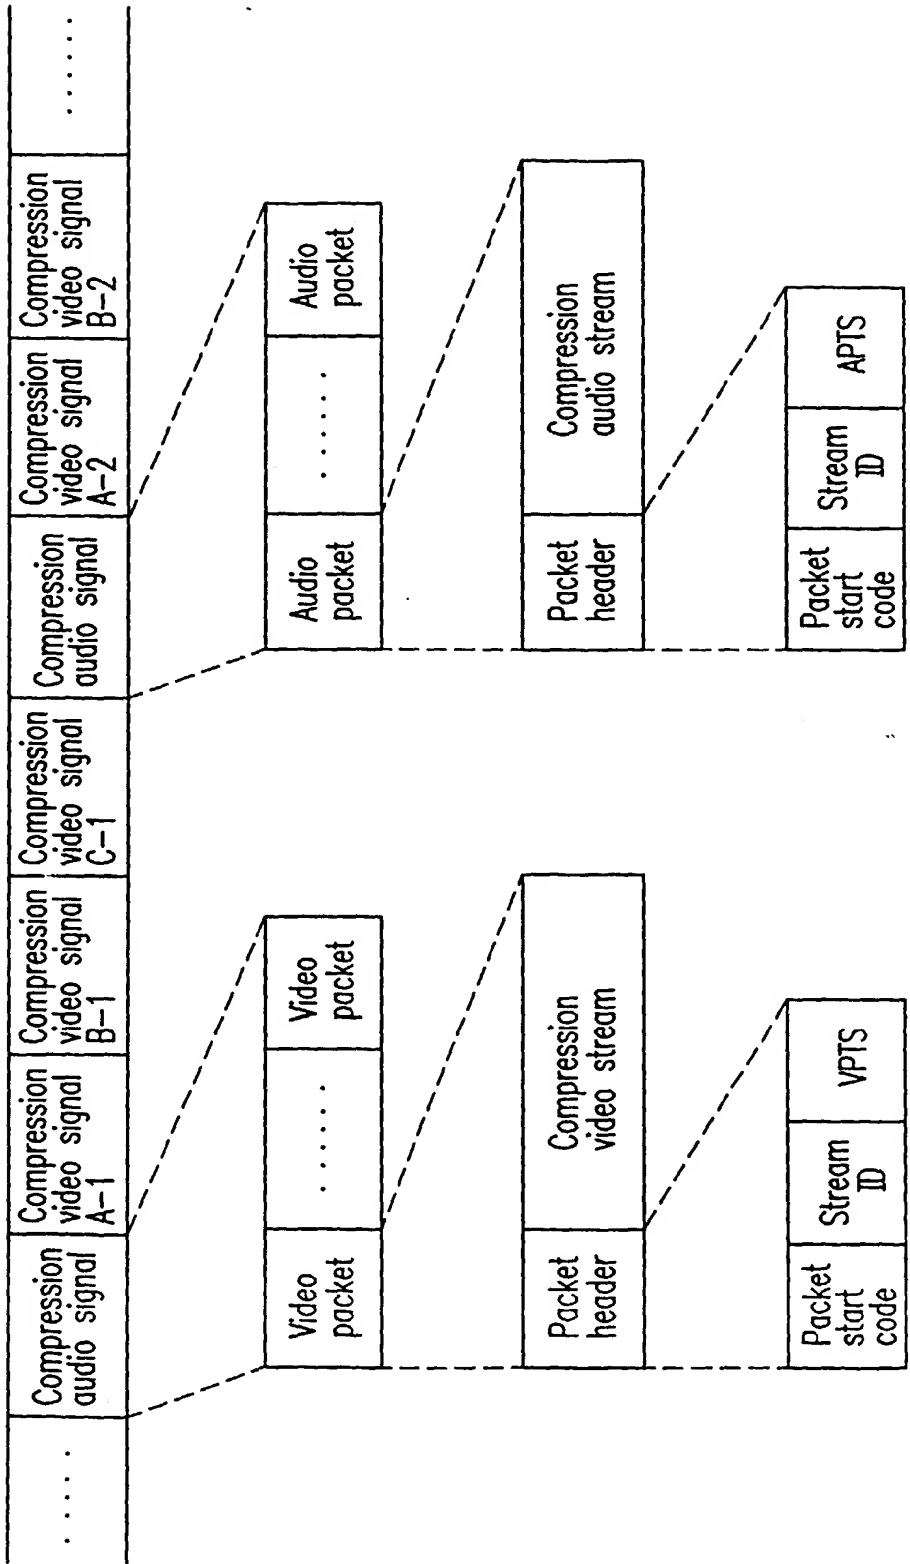 . . . .
Compression
audio signal
Compression
video signal
A-1
Compression
video signal
B-1
Compression
video signal
C-1
Compression
audio signal
Compression
video signal
A-2
Compression
video signal
B-2
. . . . . .
Video
packet
. . . . . .
Video
packet
Audio
packet
. . . . . .
Audio
packet
Packet
header
Compression
video stream
Packet
header
Compression
audio stream
Packet
start
code
Stream
ID
VPTS
Packet
start
code
Stream
ID
APTS